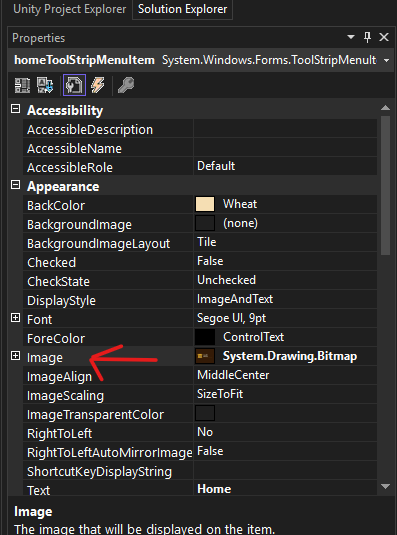 Unity Project Explorer Solution Explorer
Properties
homeToolStripMenuItem System.Windows.Forms.ToolStripMenuIt
Accessibility
AccessibleDescription
AccessibleName
AccessibleRole Default
Appearance
BackColor Wheat
BackgroundImage (none)
BackgroundImageLayout Tile
Checked False
CheckState Unchecked
DisplayStyle ImageAndText
Font Segoe UI, 9pt
ForeColor ControlText
Image System.Drawing.Bitmap
ImageAlign MiddleCenter
ImageScaling SizeToFit
ImageTransparentColor
RightToLeft No
RightToLeftAutoMirrorImage False
ShortcutKeyDisplayString
Text Home
Image
The image that will be displayed on the item.